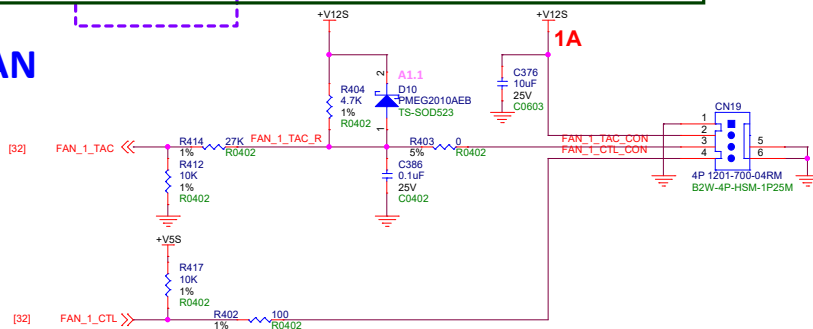 +V12S
+V12S
1A
AN
A1.1
2
D10
PMEG2010AEB
TS-SOD523
1
R404
4.7K
1%
R0402
C376
10uF
25V
C0603
CN19
1
2
3
4
5
6
4P 1201-700-04RM
B2W-4P-HSM-1P25M
[32]
FAN_1_TAC
R414
27K
1%
R0402
FAN_1_TAC_R
R403
0
5%
R0402
FAN_1_TAC_CON
FAN_1_CTL_CON
R412
10K
1%
R0402
C386
0.1uF
25V
C0402
+V5S
R417
10K
1%
R0402
[32]
FAN_1_CTL
R402
100
1%
R0402